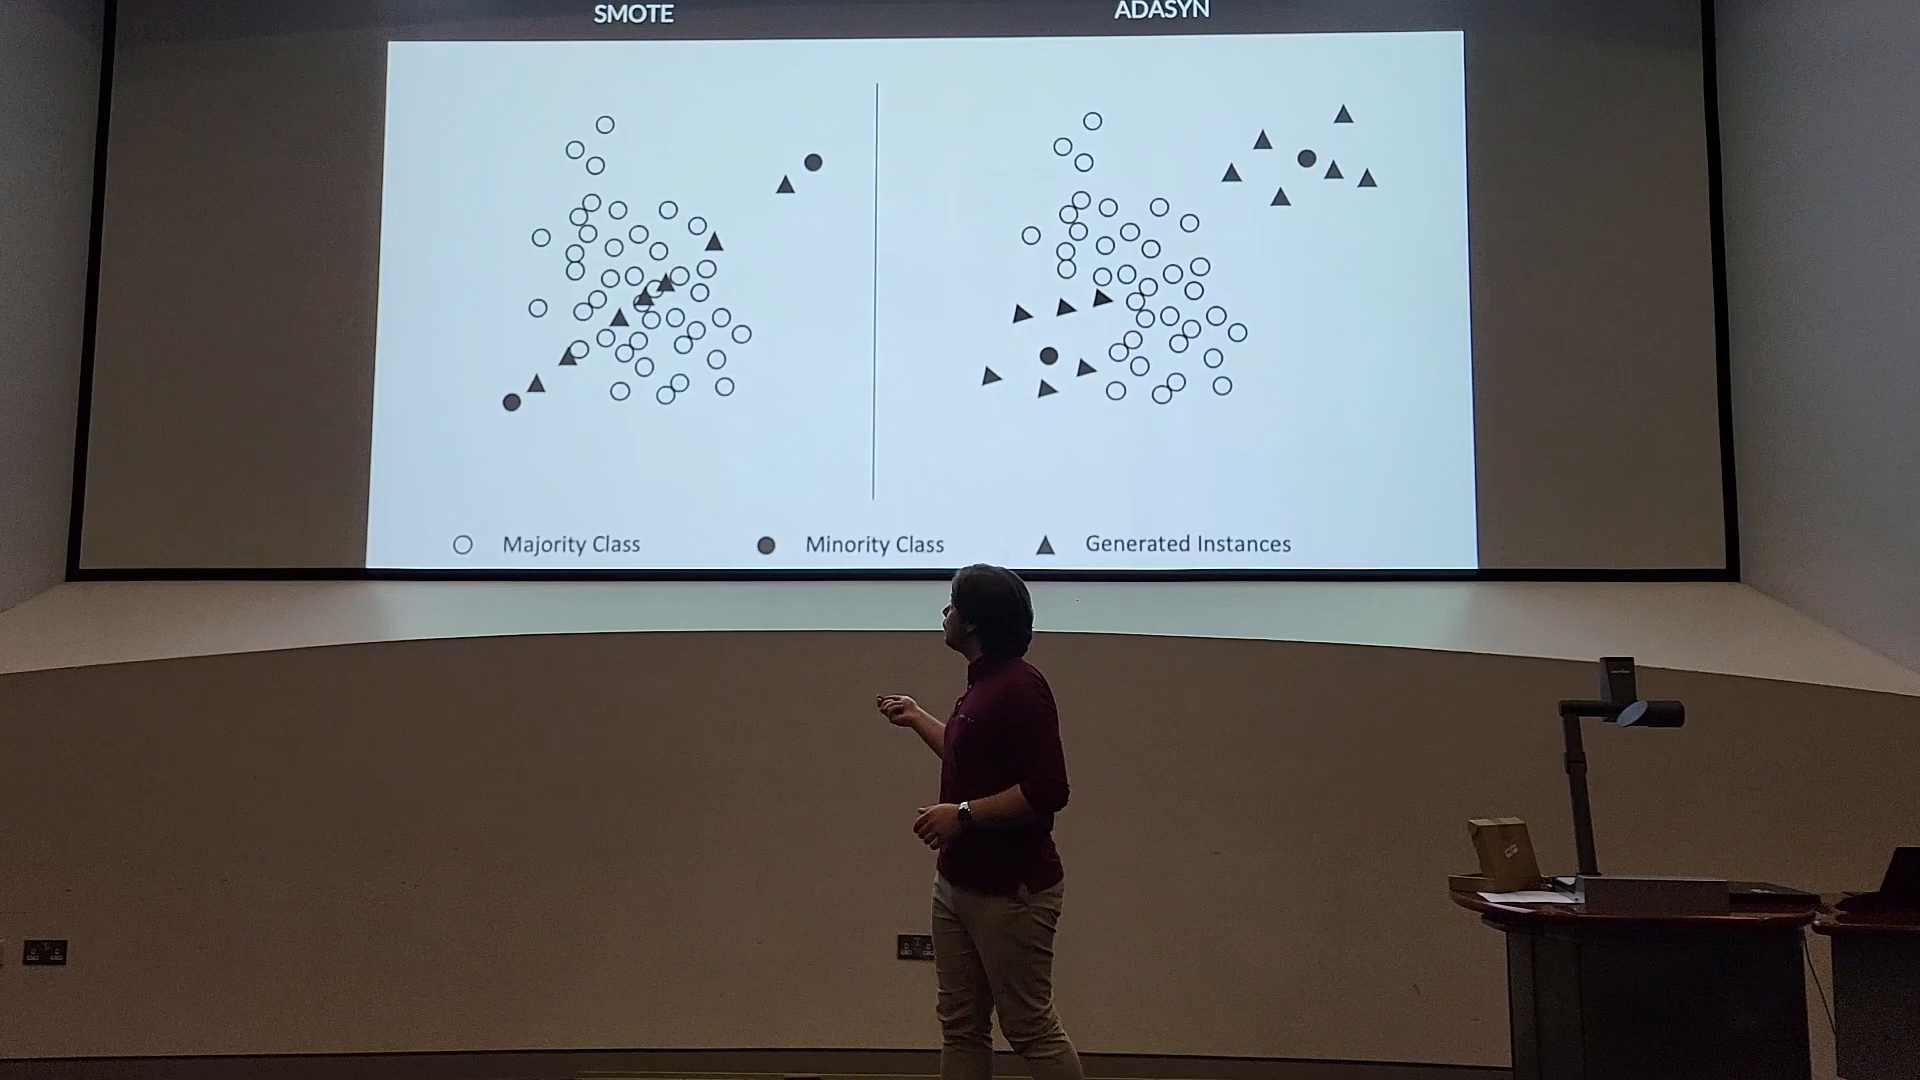 SMOTE
ADASYN
Majority Class
Minority Class
Generated Instances